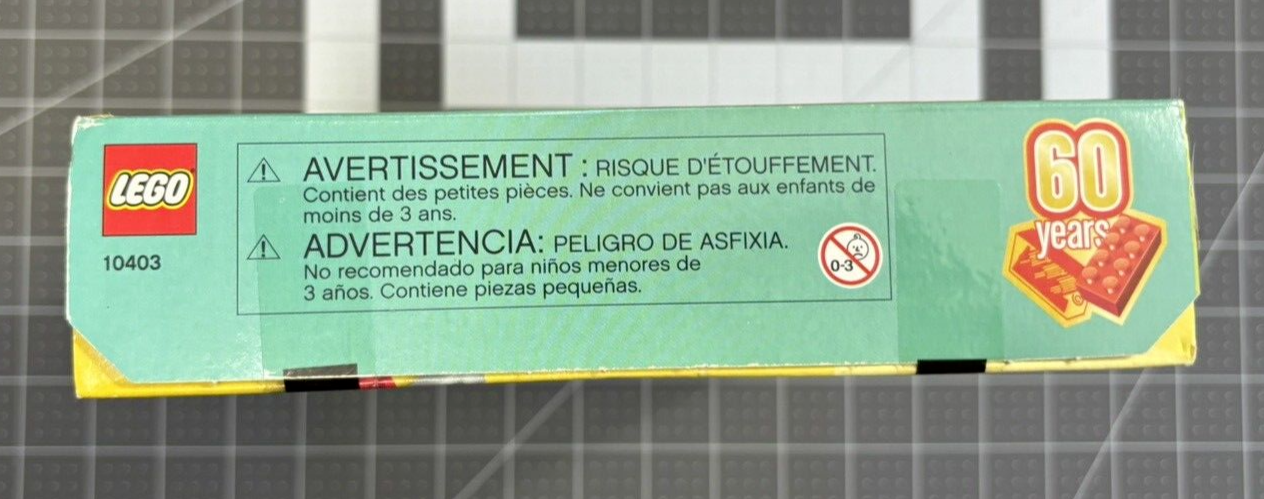 LEGO
10403
AVERTISSEMENT : RISQUE D'ÉTOUFFEMENT.
Contient des petites pièces. Ne convient pas aux enfants de
moins de 3 ans.
ADVERTENCIA: PELIGRO DE ASFIXIA.
No recomendado para niños menores de
3 años. Contiene piezas pequeñas.
0-3
60
years